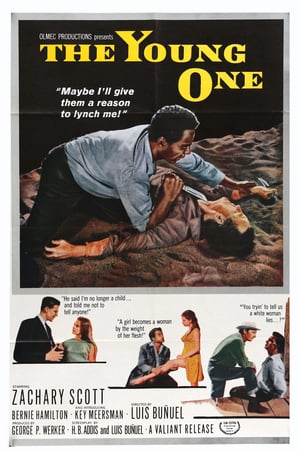 OLMEC PRODUCTIONS presents
THE YOUNG
ONE
"Maybe I'll give
them a reason
to lynch me!"
"He said I'm no longer a child...
and told me not to
tell anyone!"
"A girl becomes a woman
by the weight
of her flesh!"
"You tryin' to tell us
a white woman
lies...?"
STARRING
ZACHARY SCOTT
BERNIE HAMILTON • AND INTRODUCING KEY MEERSMAN • DIRECTED BY LUIS BUÑUEL
PRODUCED BY GEORGE P. WERKER • SCREENPLAY BY H.B. ADDIS and LUIS BUÑUEL • A VALIANT RELEASE